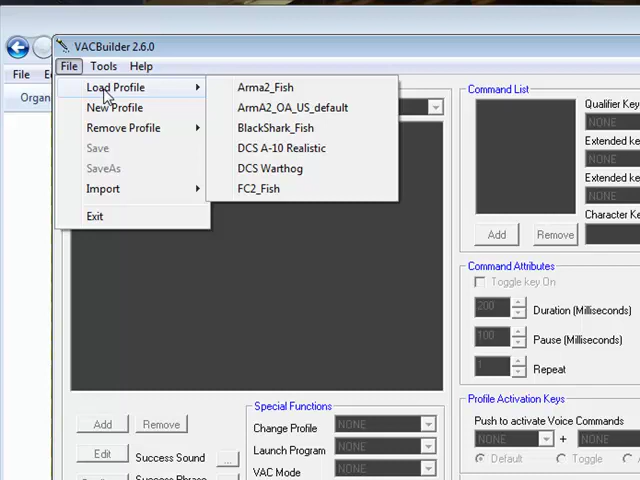 VACBuilder 2.6.0
File Tools Help
File
Organ
Load Profile
New Profile
Remove Profile
Save
SaveAs
Import
Exit
Arma2_Fish
ArmA2_OA_US_default
BlackShark_Fish
DCS A-10 Realistic
DCS Warthog
FC2_Fish
Command List
Qualifier Key
NONE
Extended key
NONE
Extended key
NONE
Character Key
Add Remove
Command Attributes
Toggle key On
200 Duration (Milliseconds)
100 Pause (Milliseconds)
1 Repeat
Profile Activation Keys
Push to activate Voice Commands
NONE + NONE
Default Toggle
Add Remove
Edit
Success Sound ...
Success Phrase
Special Functions
Change Profile NONE
Launch Program NONE
VAC Mode NONE